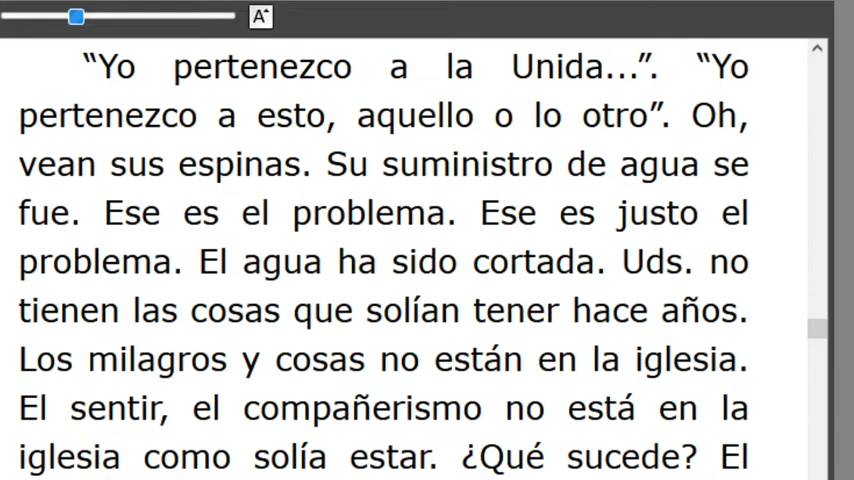 A
“Yo pertenezco a la Unida...”. “Yo
pertenezco a esto, aquello o lo otro”. Oh,
vean sus espinas. Su suministro de agua se
fue. Ese es el problema. Ese es justo el
problema. El agua ha sido cortada. Uds. no
tienen las cosas que solían tener hace años.
Los milagros y cosas no están en la iglesia.
El sentir, el compañerismo no está en la
iglesia como solía estar. ¿Qué sucede? El